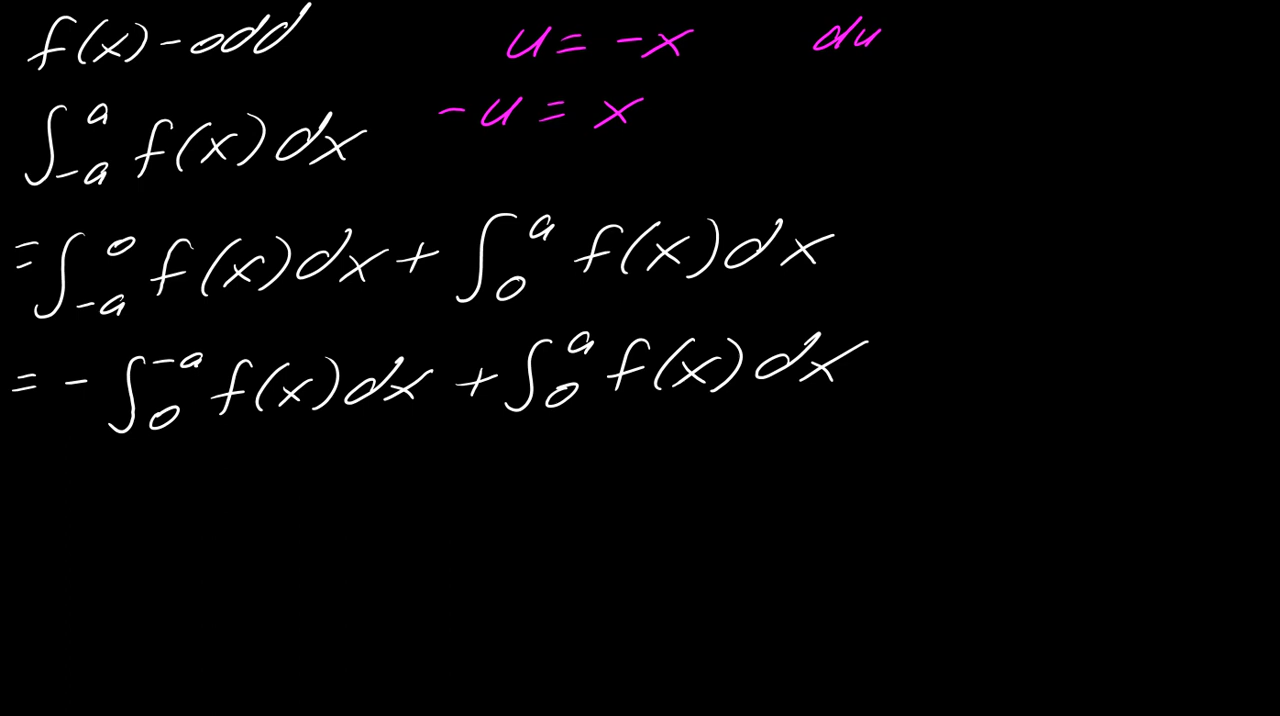 f(x) - odd
u = -x du
-u = x
∫_{-a}^{a} f(x) dx
= ∫_{-a}^{0} f(x) dx + ∫_{0}^{a} f(x) dx
= - ∫_{0}^{-a} f(x) dx + ∫_{0}^{a} f(x) dx